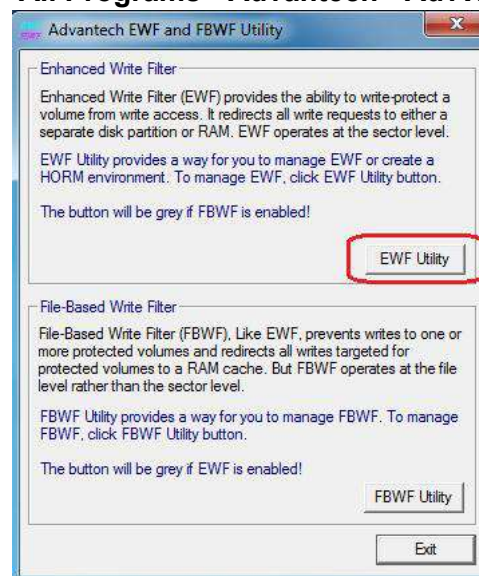 Advantech EWF and FBWF Utility
Enhanced Write Filter
Enhanced Write Filter (EWF) provides the ability to write-protect a
volume from write access. It redirects all write requests to either a
separate disk partition or RAM. EWF operates at the sector level.
EWF Utility provides a way for you to manage EWF or create a
HORM environment. To manage EWF, click EWF Utility button.
The button will be grey if FBWF is enabled!
EWF Utility
File-Based Write Filter
File-Based Write Filter (FBWF), Like EWF, prevents writes to one or
more protected volumes and redirects all writes targeted for
protected volumes to a RAM cache. But FBWF operates at the file
level rather than the sector level.
FBWF Utility provides a way for you to manage FBWF. To manage
FBWF, click FBWF Utility button.
The button will be grey if EWF is enabled!
FBWF Utility
Exit